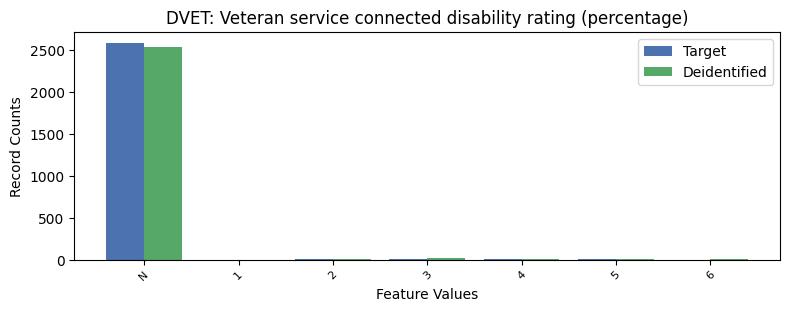 DVET: Veteran service connected disability rating (percentage)
Target
Deidentified
Record Counts
2500
2000
1500
1000
500
0
N 1 2 3 4 5 6
Feature Values